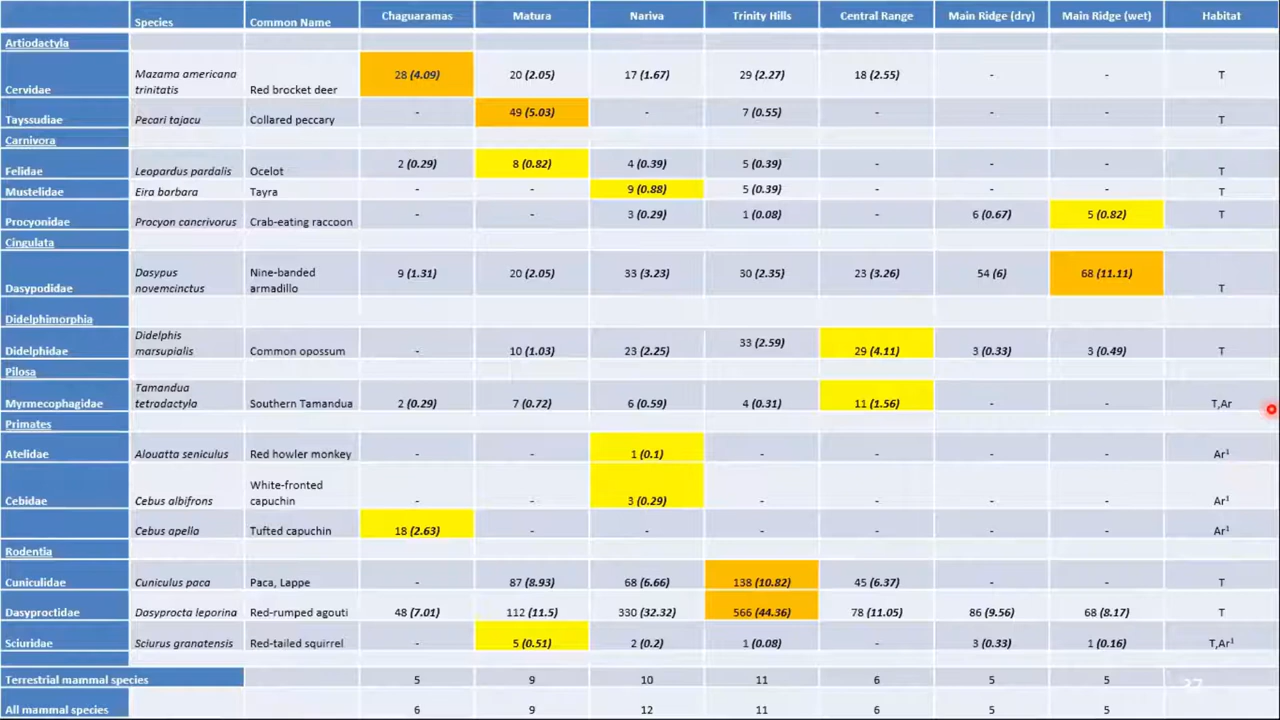 Species Common Name Chaguaramas Matura Nariva Trinity Hills Central Range Main Ridge (dry) Main Ridge (wet) Habitat
Artiodactyla
Cervidae Mazama americana trinitatis Red brocket deer 28 (4.09) 20 (2.05) 17 (1.67) 29 (2.27) 18 (2.55) - - T
Tayssudiae Pecari tajacu Collared peccary - 49 (5.03) - 7 (0.55) - - - T
Carnivora
Felidae Leopardus pardalis Ocelot 2 (0.29) 8 (0.82) 4 (0.39) 5 (0.39) - - - T
Mustelidae Eira barbara Tayra - - 9 (0.88) 5 (0.39) - - - T
Procyonidae Procyon cancrivorus Crab-eating raccoon - - 3 (0.29) 1 (0.08) - 6 (0.67) 5 (0.82) T
Cingulata
Dasypodidae Dasypus novemcinctus Nine-banded armadillo 9 (1.31) 20 (2.05) 33 (3.23) 30 (2.35) 23 (3.26) 54 (6) 68 (11.11) T
Didelphimorphia
Didelphidae Didelphis marsupialis Common opossum - 10 (1.03) 23 (2.25) 33 (2.59) 29 (4.11) 3 (0.33) 3 (0.49) T
Pilosa
Myrmecophagidae Tamandua tetradactyla Southern Tamandua 2 (0.29) 7 (0.72) 6 (0.59) 4 (0.31) 11 (1.56) - - T,Ar
Primates
Atelidae Alouatta seniculus Red howler monkey - - 1 (0.1) - - - - Ar¹
Cebidae Cebus albifrons White-fronted capuchin - - 3 (0.29) - - - - Ar¹
Cebus apella Tufted capuchin 18 (2.63) - - - - - - Ar¹
Rodentia
Cuniculidae Cuniculus paca Paca, Lappe - 87 (8.93) 68 (6.66) 138 (10.82) 45 (6.37) - - T
Dasyproctidae Dasyprocta leporina Red-rumped agouti 48 (7.01) 112 (11.5) 330 (32.32) 566 (44.36) 78 (11.05) 86 (9.56) 68 (8.17) T
Sciuridae Sciurus granatensis Red-tailed squirrel - 5 (0.51) 2 (0.2) 1 (0.08) - 3 (0.33) 1 (0.16) T,Ar¹
Terrestrial mammal species 5 9 10 11 6 5 5
27
All mammal species 6 9 12 11 6 5 5